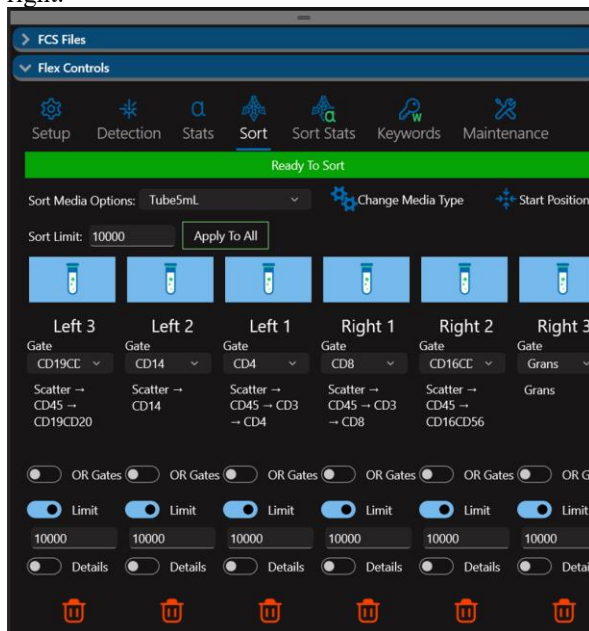 right.
FCS Files
Flex Controls
Setup Detection Stats Sort Sort Stats Keywords Maintenance
Ready To Sort
Sort Media Options: Tube5mL Change Media Type Start Position
Sort Limit: 10000 Apply To All
Left 3 Left 2 Left 1 Right 1 Right 2 Right 3
Gate Gate Gate Gate Gate Gate
CD19CD CD14 CD4 CD8 CD16CD Grans
Scatter → Scatter → Scatter → Scatter → Scatter → Grans
CD45 → CD14 CD45 → CD3 CD45 → CD3 CD45 →
CD19CD20 → CD4 → CD8 CD16CD56
OR Gates OR Gates OR Gates OR Gates OR Gates OR G
Limit Limit Limit Limit Limit Limit
10000 10000 10000 10000 10000 10000
Details Details Details Details Details Detai